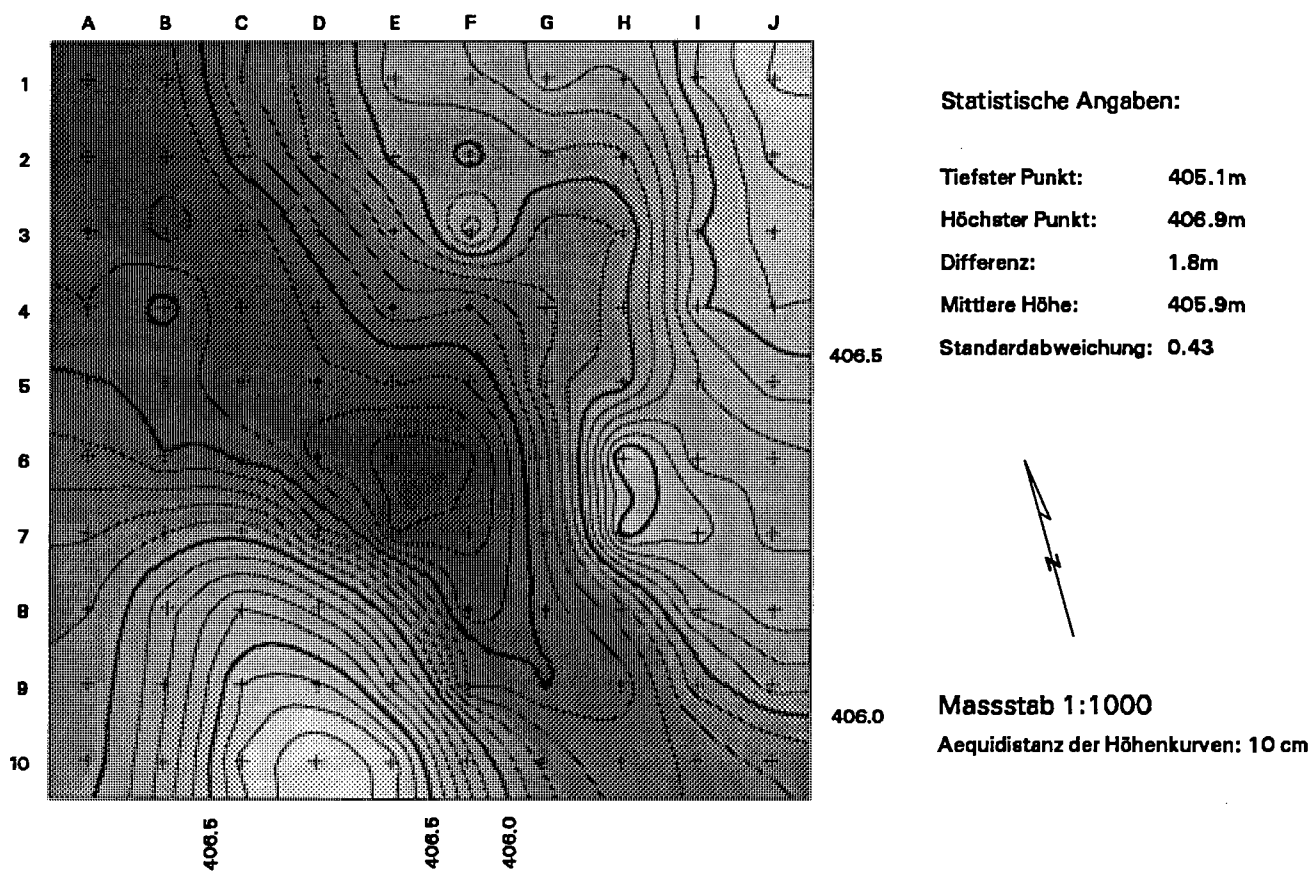 A B C D E F G H I J
1
2
3
4
5
6
7
8
9
10
406.5
406.0
406.5
406.5
406.0
Statistische Angaben:
Tiefster Punkt: 405.1m
Höchster Punkt: 406.9m
Differenz: 1.8m
Mittlere Höhe: 405.9m
Standardabweichung: 0.43
Massstab 1:1000
Aequidistanz der Höhenkurven: 10 cm